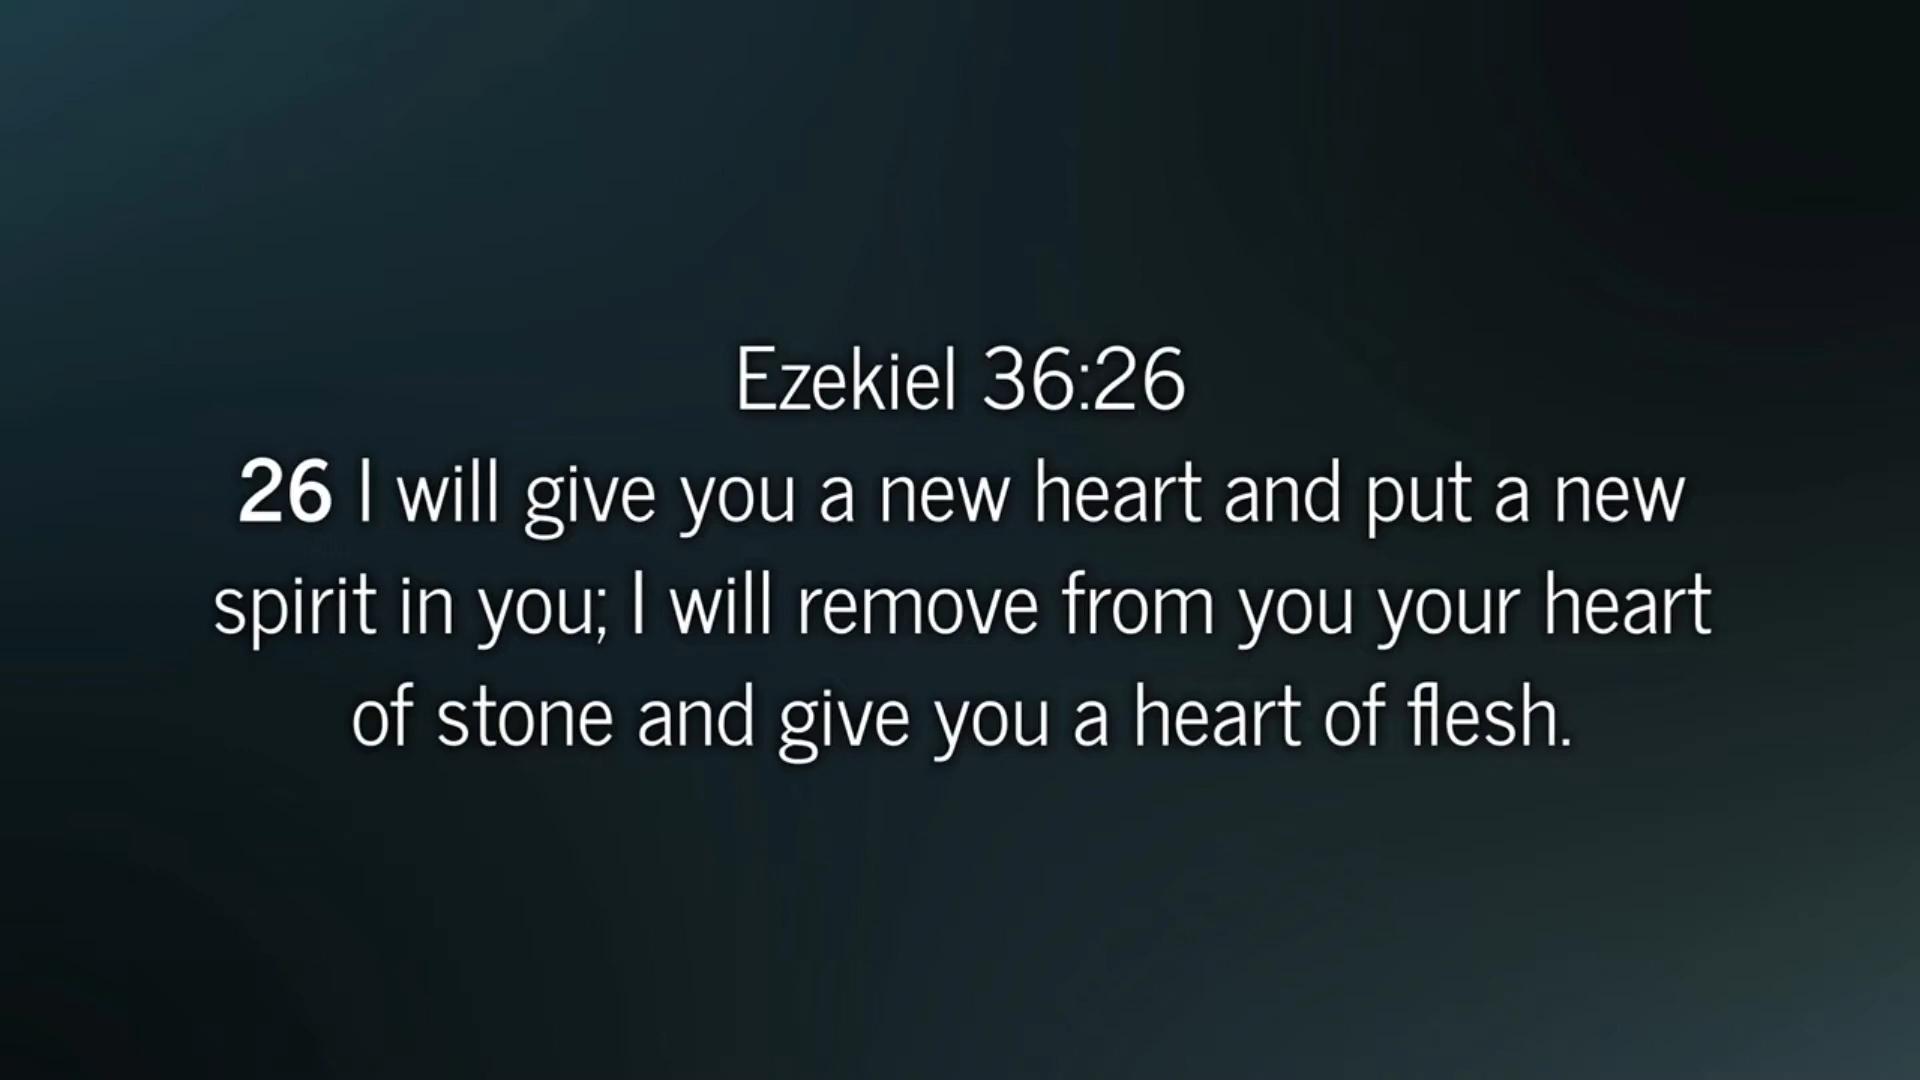 Ezekiel 36:26
26 I will give you a new heart and put a new
spirit in you; I will remove from you your heart
of stone and give you a heart of flesh.